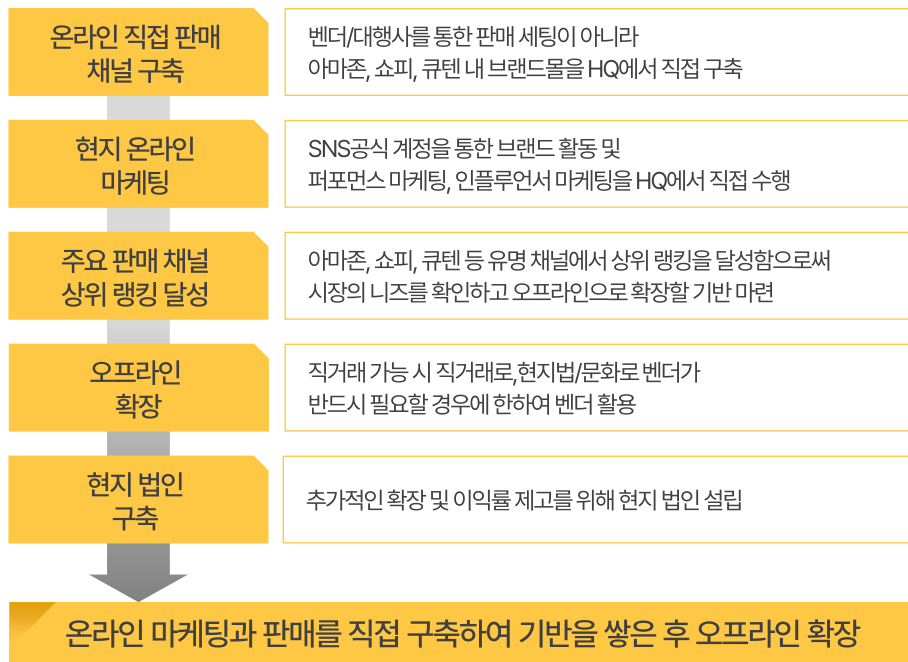 온라인 직접 판매
채널 구축
벤더/대행사를 통한 판매 세팅이 아니라
아마존, 쇼피, 큐텐 내 브랜드몰을 HQ에서 직접 구축
현지 온라인
마케팅
SNS공식 계정을 통한 브랜드 활동 및
퍼포먼스 마케팅, 인플루언서 마케팅을 HQ에서 직접 수행
주요 판매 채널
상위 랭킹 달성
아마존, 쇼피, 큐텐 등 유명 채널에서 상위 랭킹을 달성함으로써
시장의 니즈를 확인하고 오프라인으로 확장할 기반 마련
오프라인
확장
직거래 가능 시 직거래로,현지법/문화로 벤더가
반드시 필요할 경우에 한하여 벤더 활용
현지 법인
구축
추가적인 확장 및 이익률 제고를 위해 현지 법인 설립
온라인 마케팅과 판매를 직접 구축하여 기반을 쌓은 후 오프라인 확장